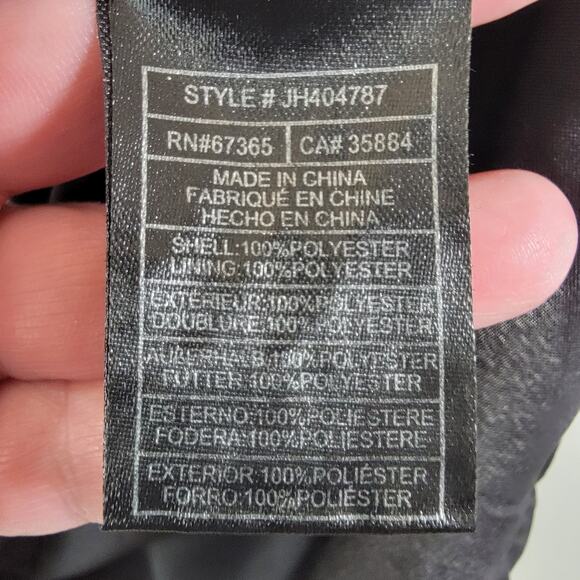 STYLE # JH404787
RN#67365 CA# 35884
MADE IN CHINA
FABRIQUÉ EN CHINE
HECHO EN CHINA
SHELL:100%POLYESTER
LINING:100%POLYESTER
EXTÉRIEUR:100%POLYESTER
DOUBLURE:100%POLYESTER
AUßERHALB:100%POLYESTER
FUTTER:100%POLYESTER
ESTERNO:100%POLIESTERE
FODERA:100%POLIESTERE
EXTERIOR:100%POLIÉSTER
FORRO:100%POLIÉSTER